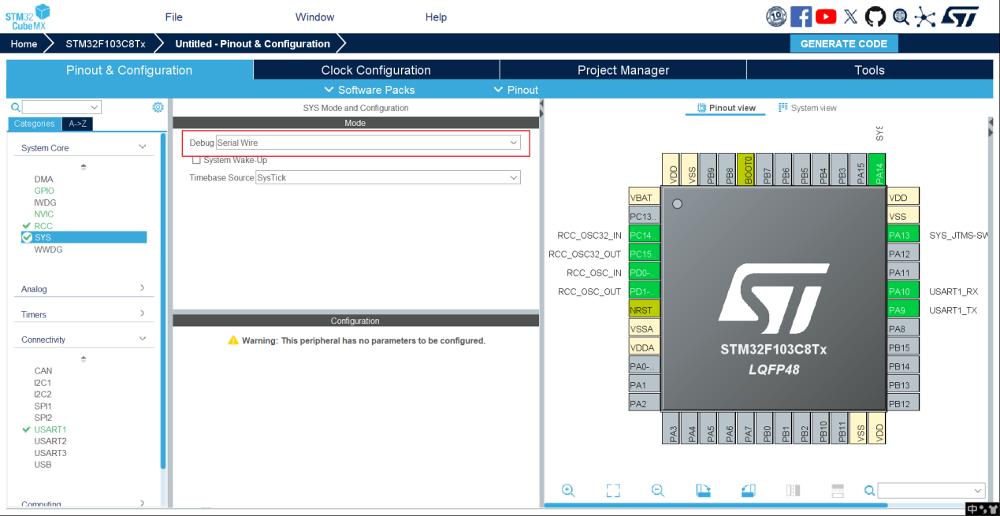 STM32
CubeMX
File
Window
Help
10
Home
STM32F103C8Tx
Untitled - Pinout & Configuration
GENERATE CODE
Pinout & Configuration
Clock Configuration
Project Manager
Tools
Software Packs
Pinout
Categories
A->Z
System Core
DMA
GPIO
IWDG
NVIC
RCC
SYS
WWDG
Analog
Timers
Connectivity
CAN
I2C1
I2C2
SPI1
SPI2
USART1
USART2
USART3
USB
Computing
SYS Mode and Configuration
Mode
Debug Serial Wire
System Wake-Up
Timebase Source SysTick
Configuration
Warning: This peripheral has no parameters to be configured.
Pinout view
System view
SYS
VDD
VSS
PB9
PB8
BOOT0
PB7
PB6
PB5
PB4
PB3
PA15
PA14
VBAT
PC13..
RCC_OSC32_IN PC14..
RCC_OSC32_OUT PC15..
RCC_OSC_IN PD0-..
RCC_OSC_OUT PD1-..
NRST
VSSA
VDDA
PA0-..
PA1
PA2
VDD
VSS
PA13 SYS_JTMS-SW
PA12
PA11
PA10 USART1_RX
PA9 USART1_TX
PA8
PB15
PB14
PB13
PB12
STM32F103C8Tx
LQFP48
PA3
PA4
PA5
PA6
PA7
PB0
PB1
PB2
PB10
PB11
VSS
VDD
中